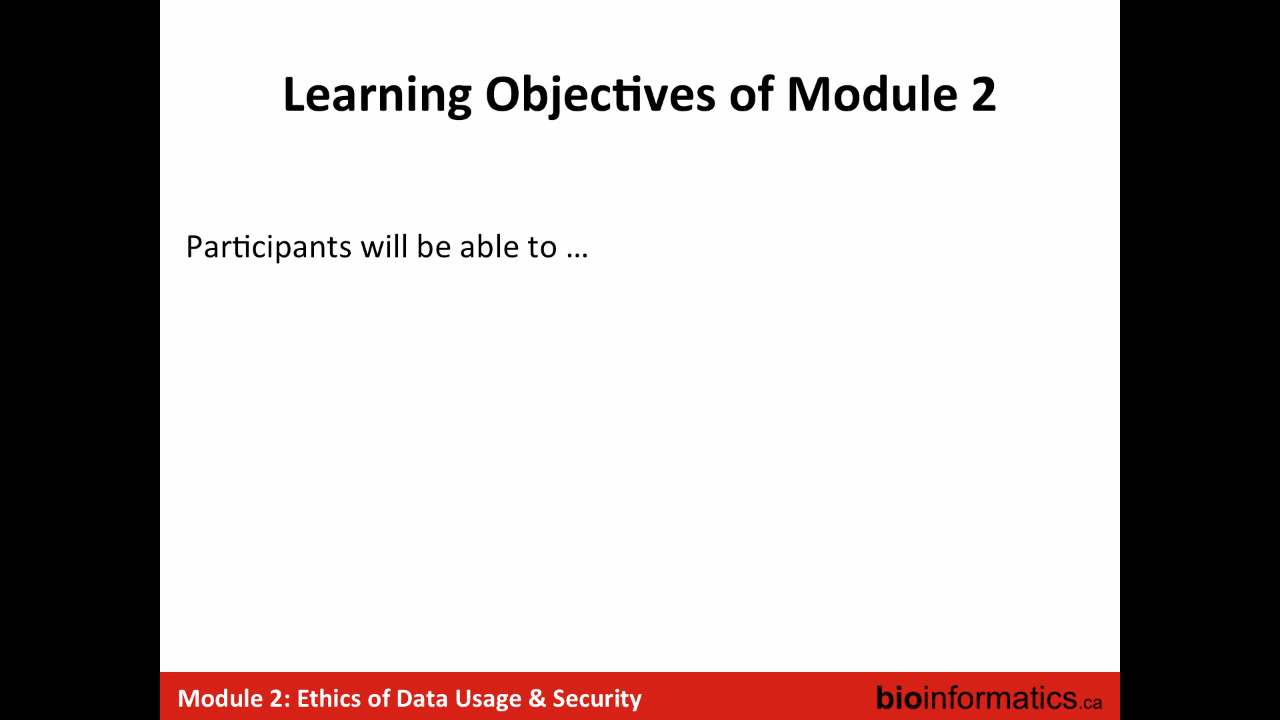 Learning Objectives of Module 2
Participants will be able to ...
Module 2: Ethics of Data Usage & Security
bioinformatics.ca